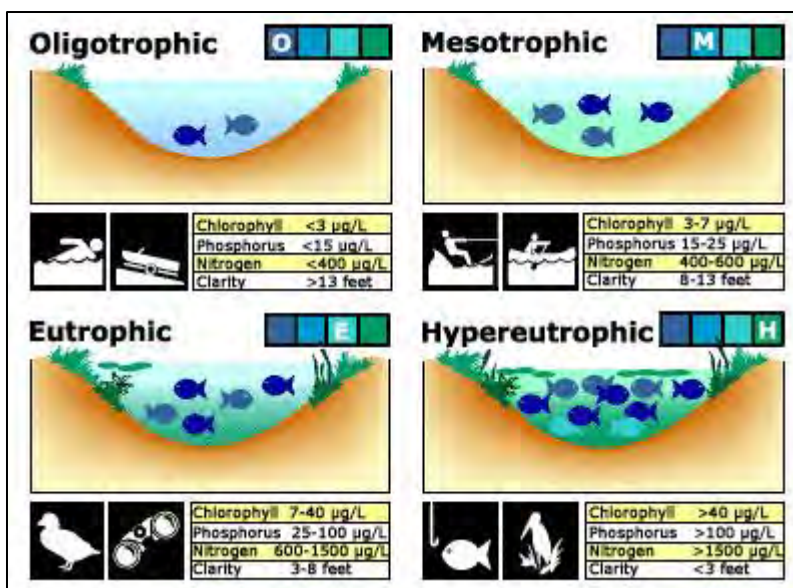 Oligotrophic O
Chlorophyll <3 µg/L
Phosphorus <15 µg/L
Nitrogen <400 µg/L
Clarity >13 feet
Mesotrophic M
Chlorophyll 3-7 µg/L
Phosphorus 15-25 µg/L
Nitrogen 400-600 µg/L
Clarity 8-13 feet
Eutrophic E
Chlorophyll 7-40 µg/L
Phosphorus 25-100 µg/L
Nitrogen 600-1500 µg/L
Clarity 3-8 feet
Hypereutrophic H
Chlorophyll >40 µg/L
Phosphorus >100 µg/L
Nitrogen >1500 µg/L
Clarity <3 feet